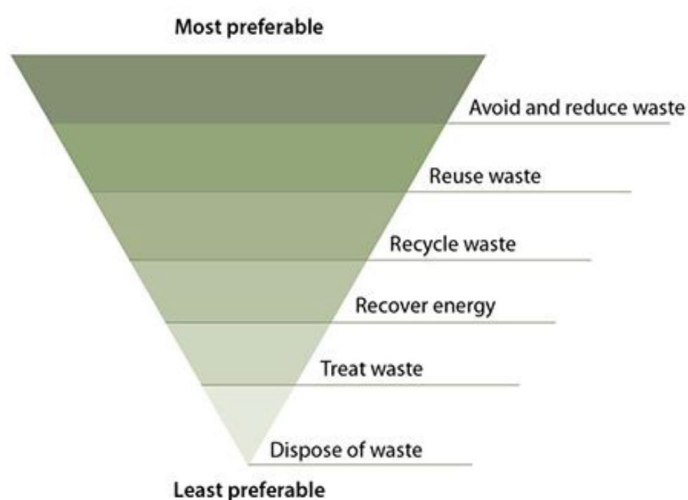 Most preferable
Avoid and reduce waste
Reuse waste
Recycle waste
Recover energy
Treat waste
Dispose of waste
Least preferable